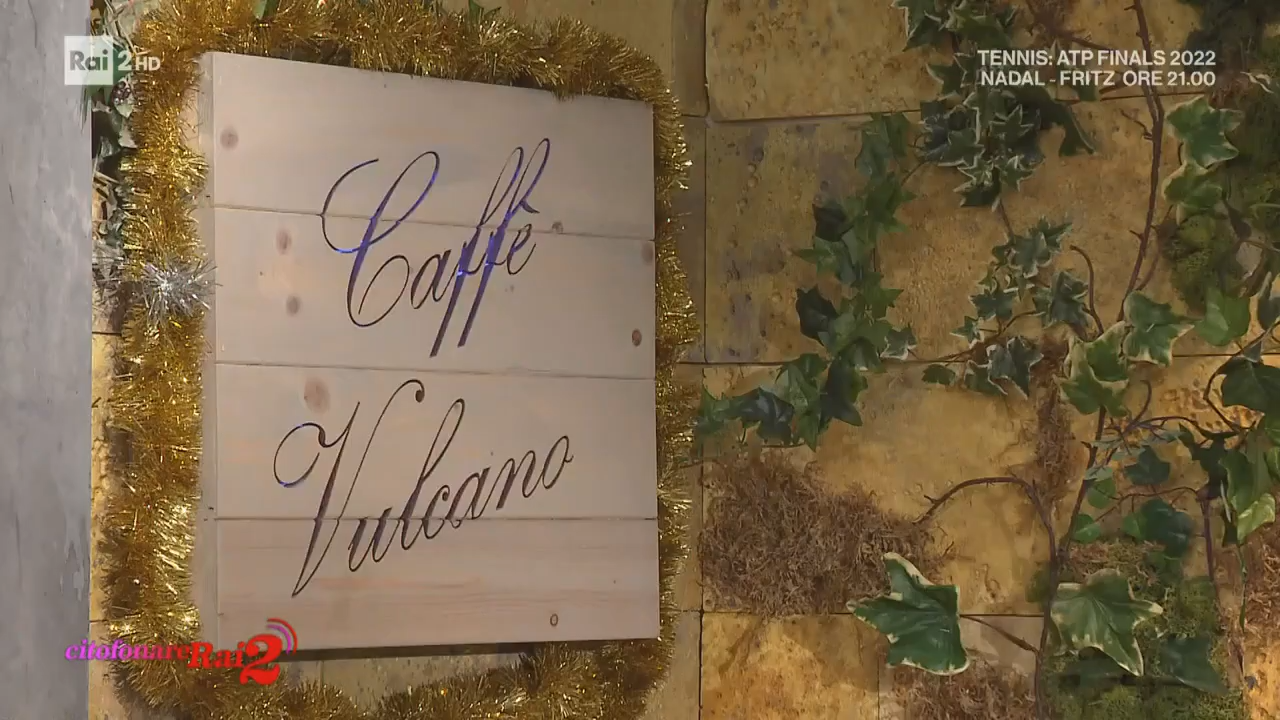 Rai 2 HD
TENNIS: ATP FINALS 2022
NADAL - FRITZ ORE 21.00
Caffè
Vulcano
citofonare Rai 2